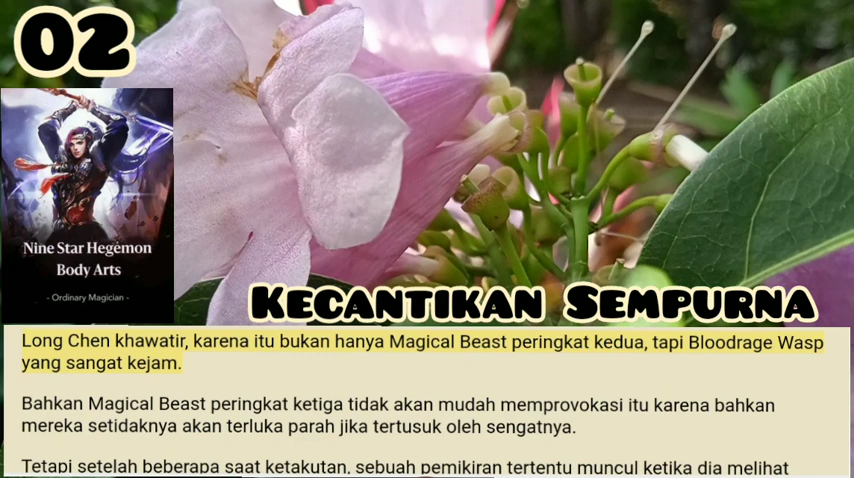 02
Nine Star Hegemon
Body Arts
- Ordinary Magician -
Kecantikan Sempurna
Long Chen khawatir, karena itu bukan hanya Magical Beast peringkat kedua, tapi Bloodrage Wasp
yang sangat kejam.
Bahkan Magical Beast peringkat ketiga tidak akan mudah memprovokasi itu karena bahkan
mereka setidaknya akan terluka parah jika tertusuk oleh sengatnya.
Tetapi setelah beberapa saat ketakutan, sebuah pemikiran tertentu muncul ketika dia melihat